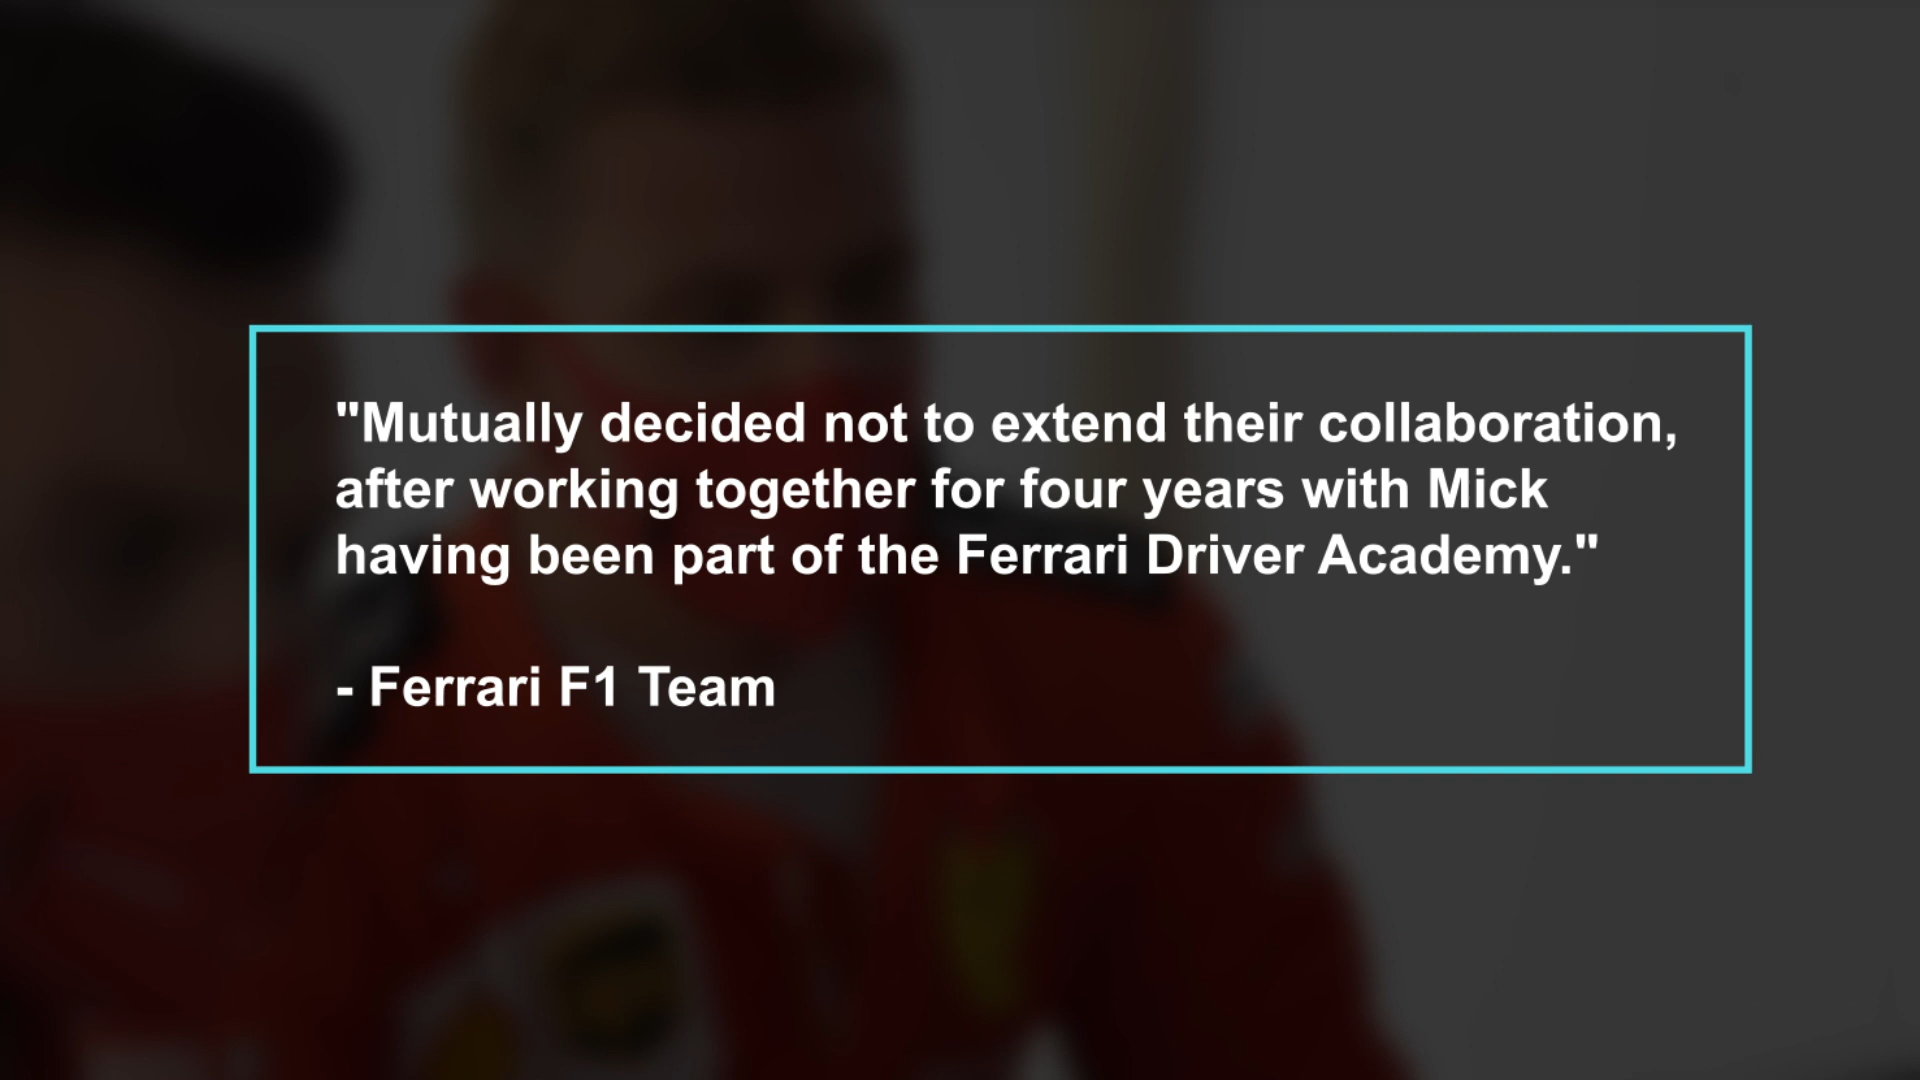 "Mutually decided not to extend their collaboration,
after working together for four years with Mick
having been part of the Ferrari Driver Academy."
- Ferrari F1 Team